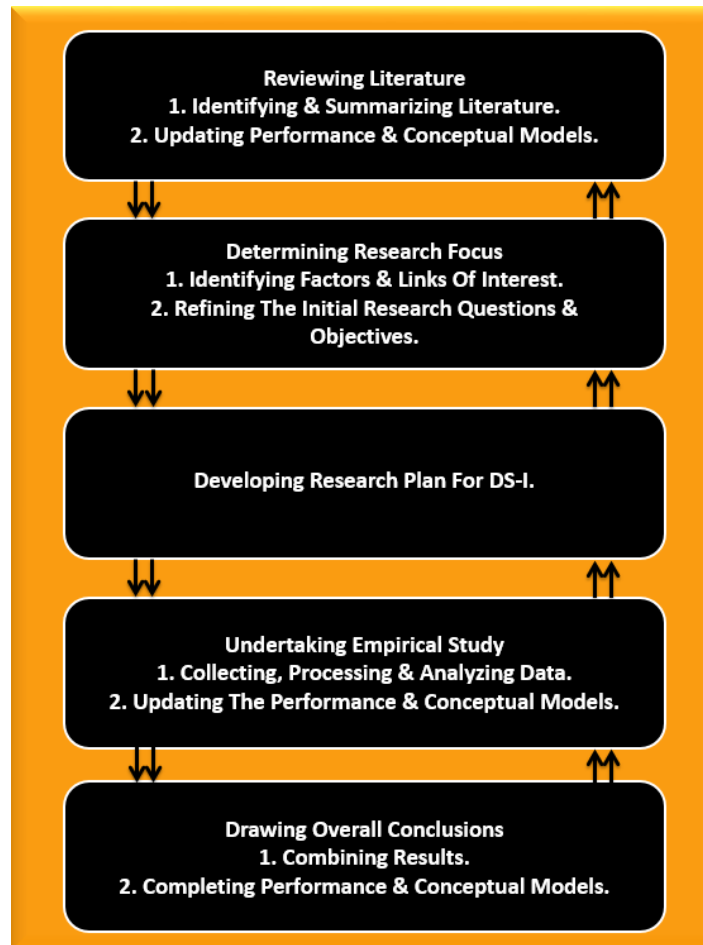 Reviewing Literature
1. Identifying & Summarizing Literature.
2. Updating Performance & Conceptual Models.
Determining Research Focus
1. Identifying Factors & Links Of Interest.
2. Refining The Initial Research Questions &
Objectives.
Developing Research Plan For DS-I.
Undertaking Empirical Study
1. Collecting, Processing & Analyzing Data.
2. Updating The Performance & Conceptual Models.
Drawing Overall Conclusions
1. Combining Results.
2. Completing Performance & Conceptual Models.